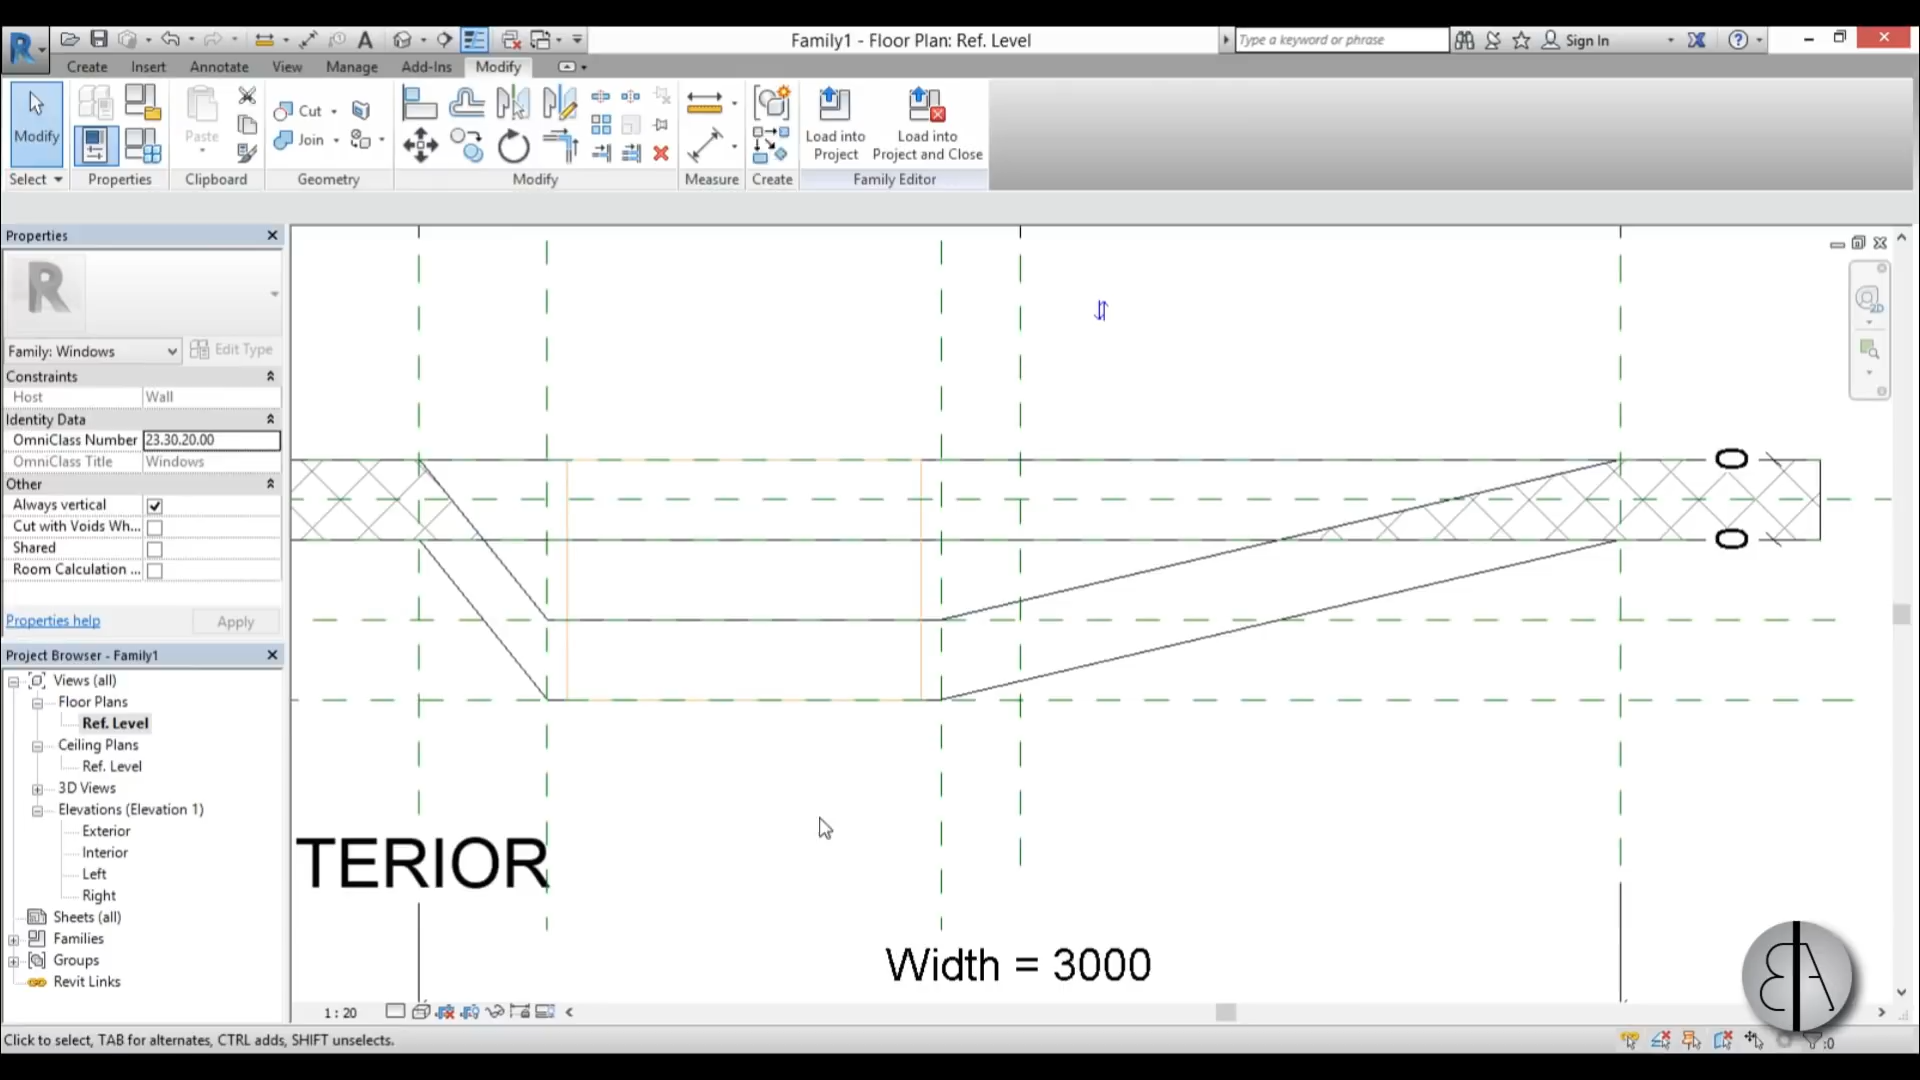 Family1 - Floor Plan: Ref. Level
Type a keyword or phrase
Sign In
Create Insert Annotate View Manage Add-Ins Modify
Modify
Paste
Cut
Join
Load into
Project
Load into
Project and Close
Select Properties Clipboard Geometry Modify Measure Create Family Editor
Properties
R
Family: Windows
Edit Type
Constraints
Host Wall
Identity Data
OmniClass Number 23.30.20.00
OmniClass Title Windows
Other
Always vertical
Cut with Voids Wh...
Shared
Room Calculation ...
Properties help
Apply
Project Browser - Family1
Views (all)
Floor Plans
Ref. Level
Ceiling Plans
Ref. Level
3D Views
Elevations (Elevation 1)
Exterior
Interior
Left
Right
Sheets (all)
Families
Groups
Revit Links
2D
0
0
TERIOR
Width = 3000
1 : 20
Click to select, TAB for alternates, CTRL adds, SHIFT unselects.
:0